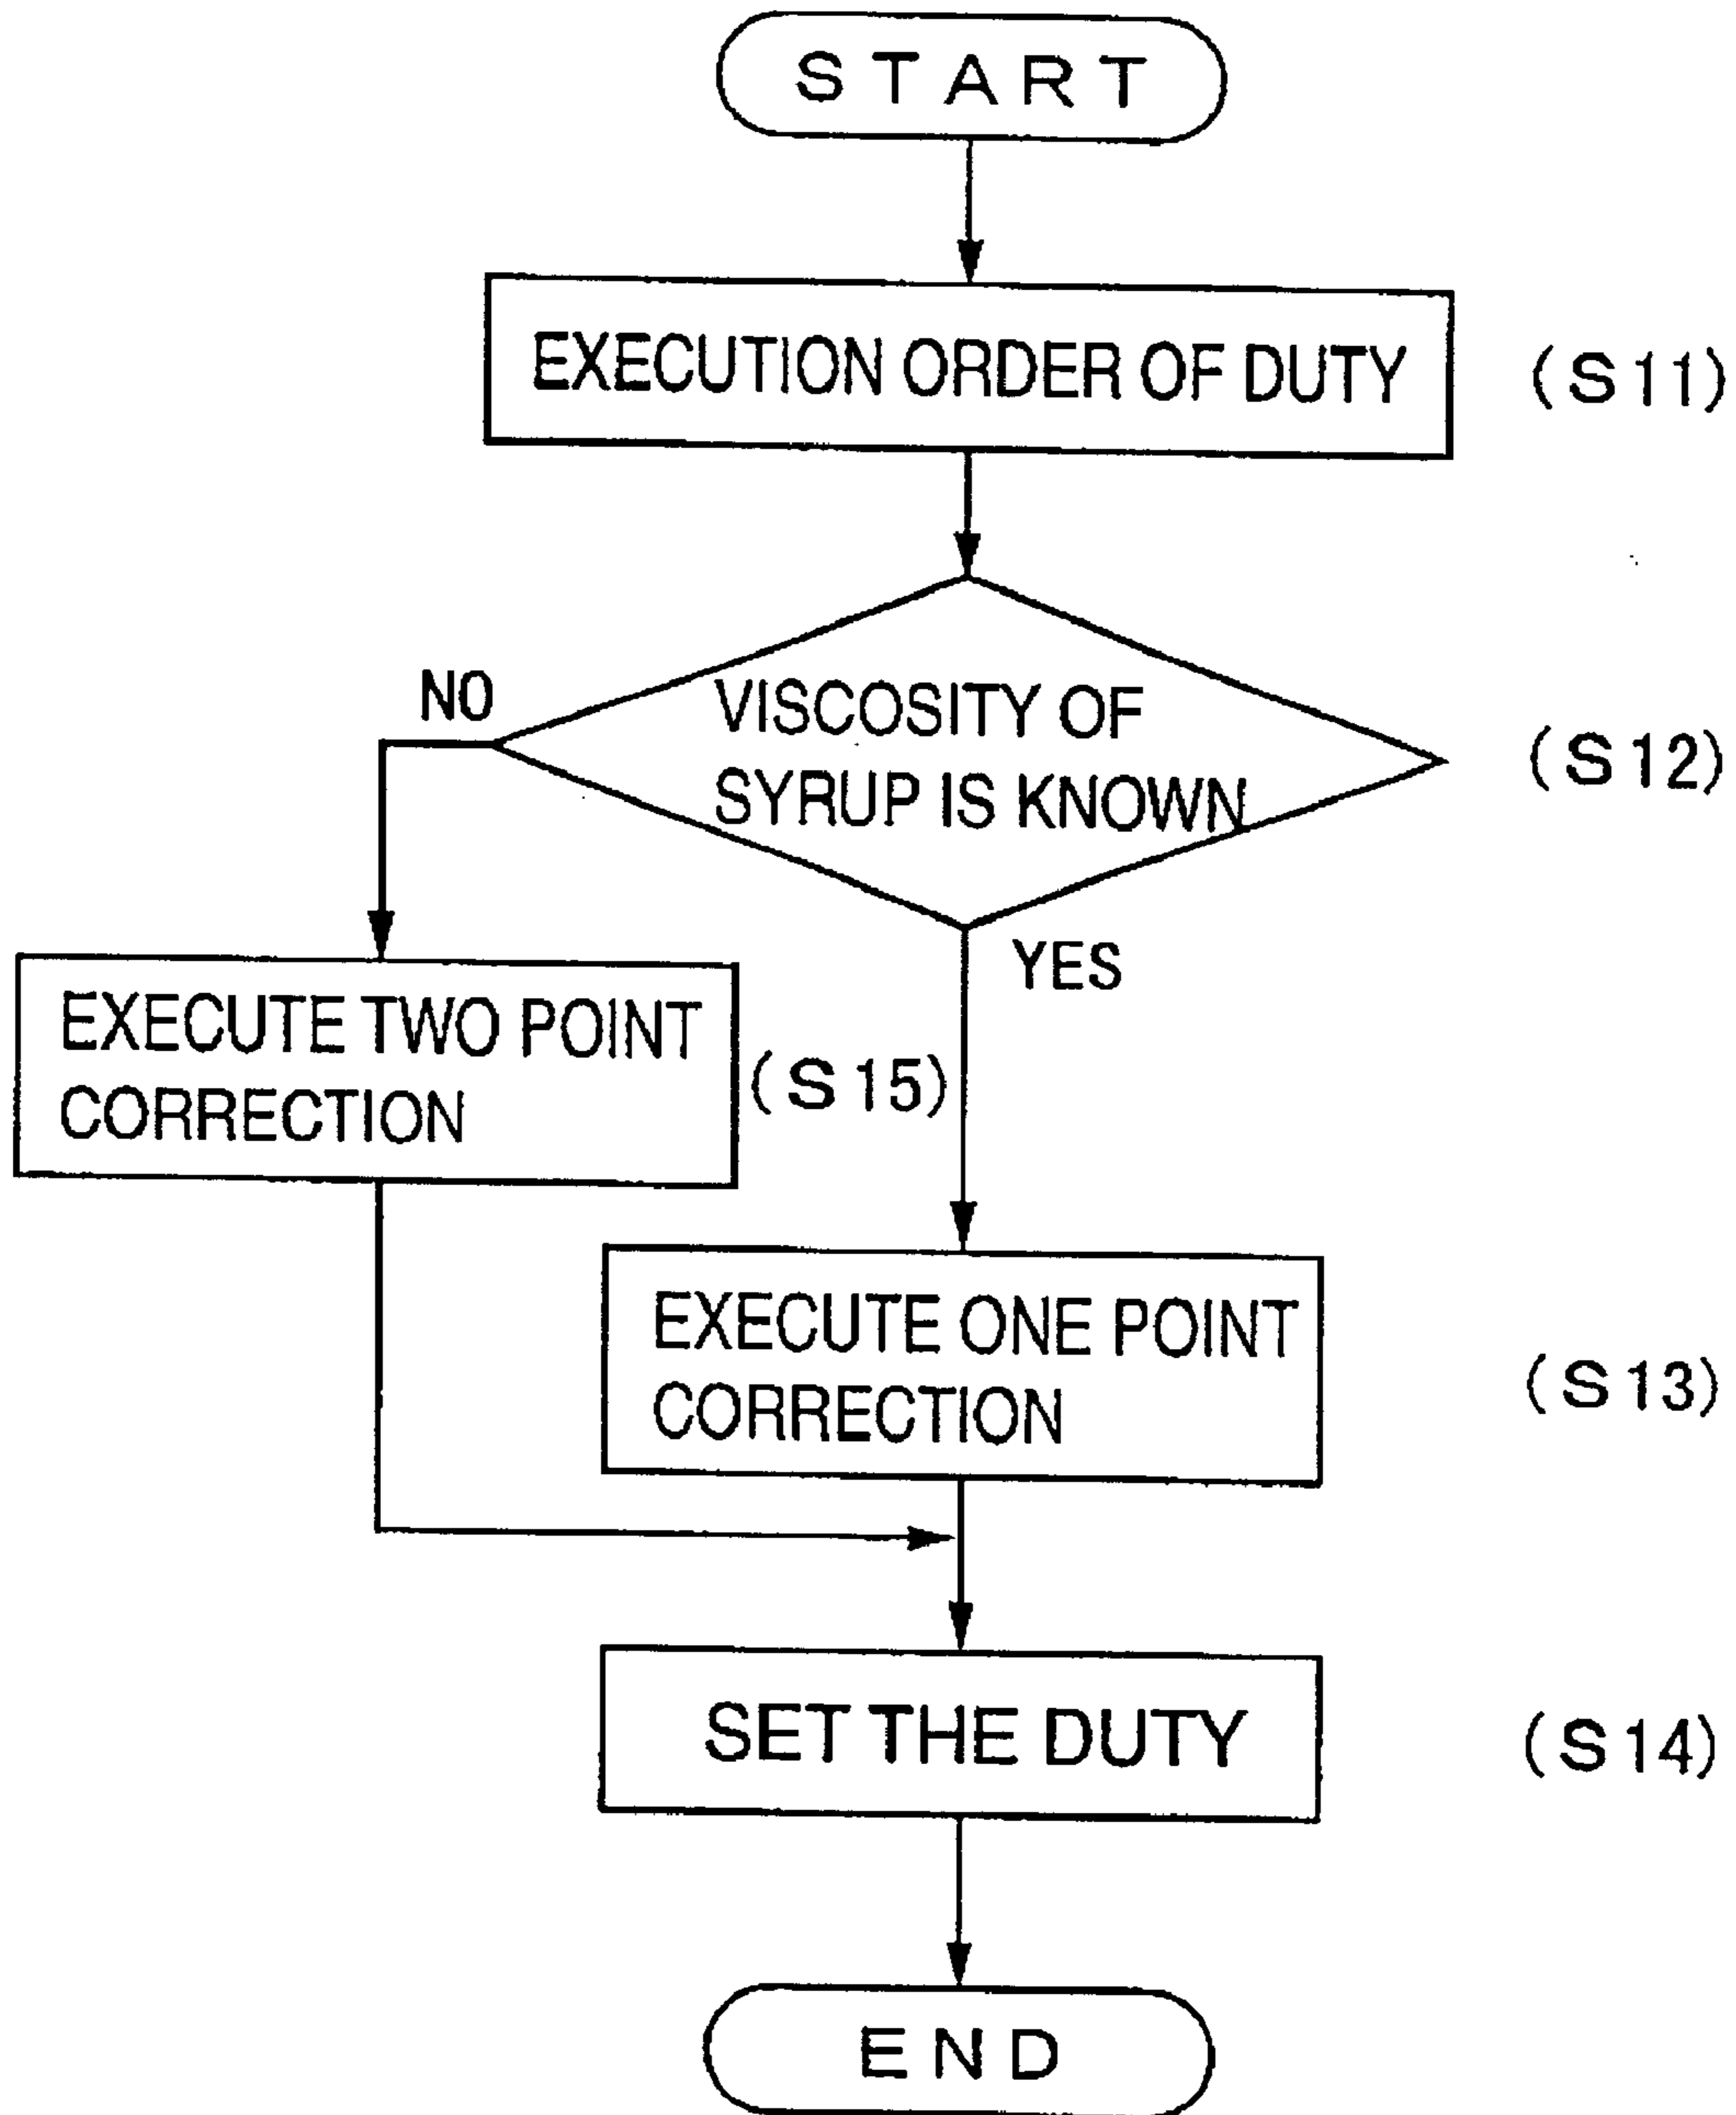 START
EXECUTION ORDER OF DUTY
(S11)
NO
VISCOSITY OF
SYRUP IS KNOWN
(S12)
YES
EXECUTE TWO POINT
CORRECTION
(S15)
EXECUTE ONE POINT
CORRECTION
(S13)
SET THE DUTY
(S14)
END